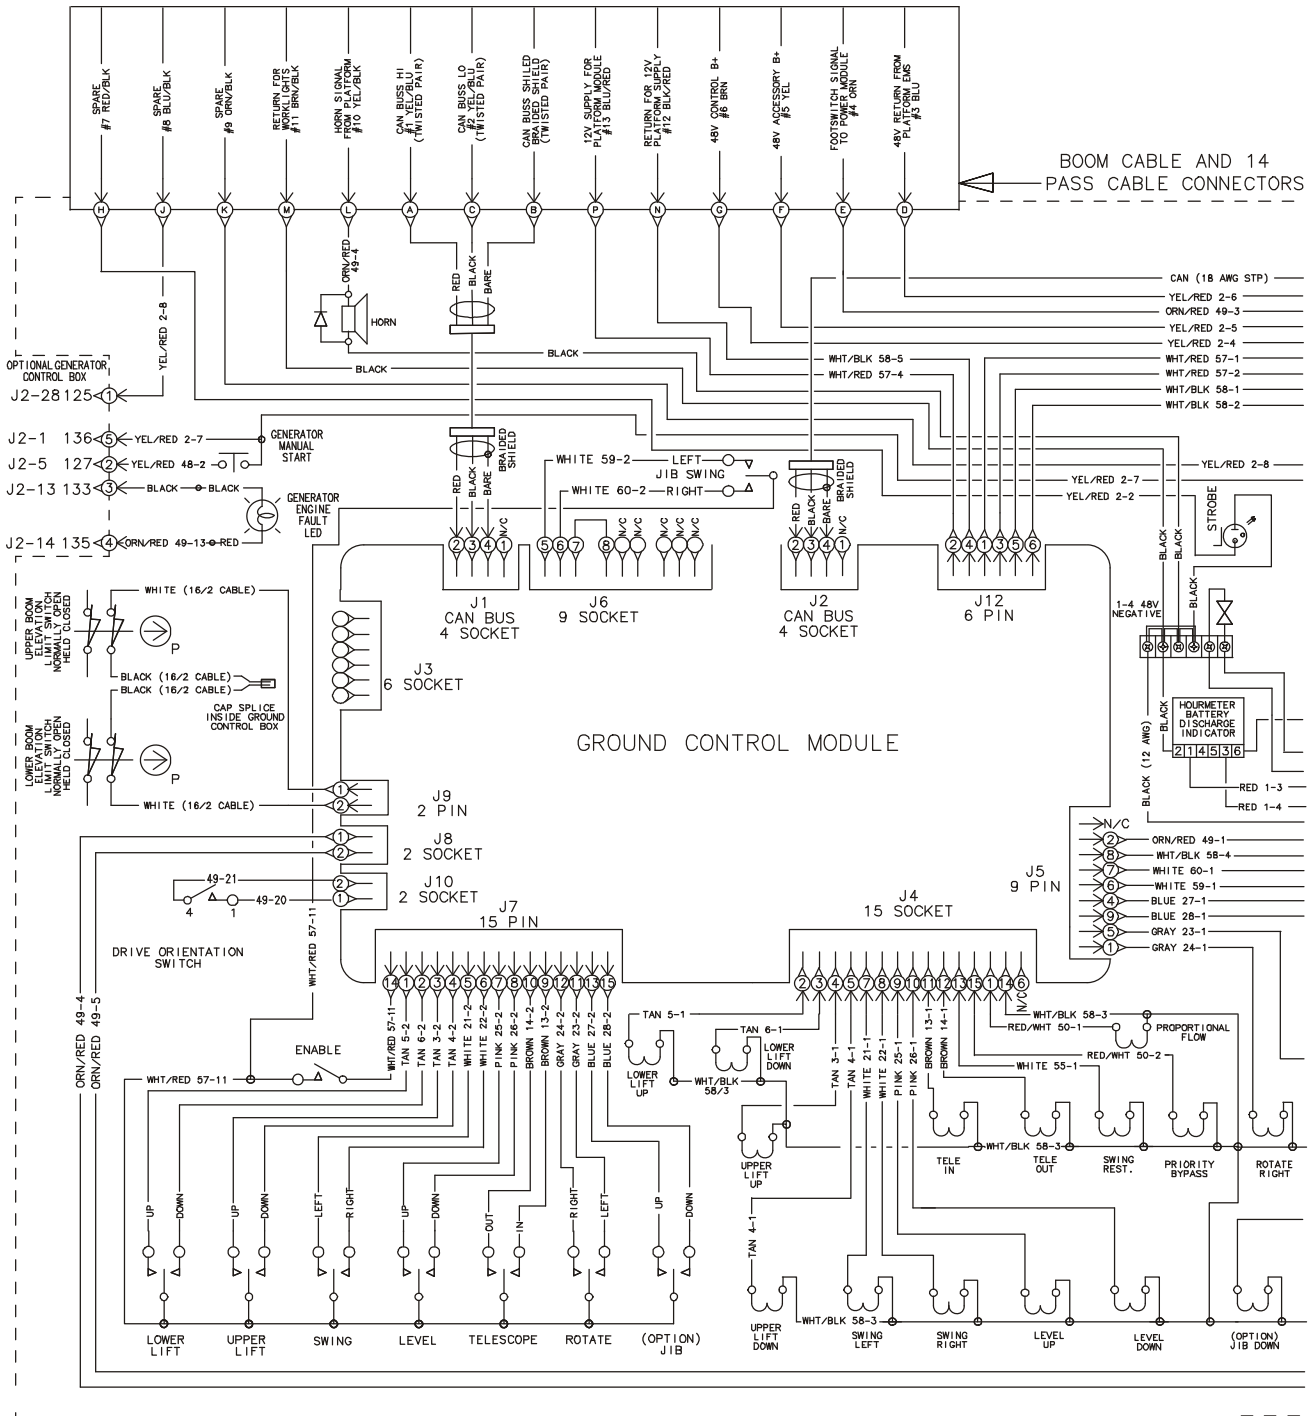 SPARE
#7 RED/BLK
SPARE
#8 BLU/BLK
SPARE
#9 ORN/BLK
RETURN FOR
WORKLIGHTS
#11 BRN/BLK
HORN SIGNAL
FROM PLATFORM
#10 YEL/BLK
CAN BUSS HI
#1 YEL/BLU
(TWISTED PAIR)
CAN BUSS LO
#2 YEL/BLU
(TWISTED PAIR)
CAN BUSS SHILED
BRAIDED SHIELD
(TWISTED PAIR)
12V SUPPLY FOR
PLATFORM MODULE
#13 BLU/RED
RETURN FOR 12V
PLATFORM SUPPLY
#12 BLK/RED
48V CONTROL B+
#6 BRN
48V ACCESSORY B+
#5 YEL
FOOTSWITCH SIGNAL
TO POWER MODULE
#4 ORN
48V RETURN FROM
PLATFORM EMS
#3 BLU
BOOM CABLE AND 14
PASS CABLE CONNECTORS
H J K M L A C B P N G F E D
ORN/RED
49-4
RED
BLACK
BARE
HORN
YEL/RED 2-8
BLACK
BLACK
CAN (18 AWG STP)
YEL/RED 2-6
ORN/RED 49-3
YEL/RED 2-5
YEL/RED 2-4
WHT/BLK 58-5
WHT/RED 57-1
WHT/RED 57-4
WHT/RED 57-2
WHT/BLK 58-1
WHT/BLK 58-2
OPTIONAL GENERATOR
CONTROL BOX
J2-28 125 1
J2-1 136 5 YEL/RED 2-7
J2-5 127 2 YEL/RED 48-2
J2-13 133 3 BLACK BLACK
J2-14 135 4 ORN/RED 49-13 RED
GENERATOR
MANUAL
START
GENERATOR
ENGINE
FAULT
LED
BRAIDED
SHIELD
RED
BLACK
BARE
N/C
WHITE 59-2 LEFT
JIB SWING
WHITE 60-2 RIGHT
N/C
N/C
BRAIDED
SHIELD
RED
BLACK
BARE
N/C
YEL/RED 2-8
YEL/RED 2-7
YEL/RED 2-2
STROBE
BLACK
BLACK
BLACK
1-4 48V
NEGATIVE
2 3 4 1
5 6 7 8
2 3 4 1
2 4 1 3 5 6
J1
CAN BUS
4 SOCKET
J6
9 SOCKET
J2
CAN BUS
4 SOCKET
J12
6 PIN
J3
6 SOCKET
UPPER BOOM
ELEVATION
LIMIT SWITCH
NORMALLY OPEN
HELD CLOSED
WHITE (16/2 CABLE)
P
BLACK (16/2 CABLE)
BLACK (16/2 CABLE)
CAP SPLICE
INSIDE GROUND
CONTROL BOX
LOWER BOOM
ELEVATION
LIMIT SWITCH
NORMALLY OPEN
HELD CLOSED
P
WHITE (16/2 CABLE)
GROUND CONTROL MODULE
BLACK (12 AWG)
BLACK
HOURMETER
BATTERY
DISCHARGE
INDICATOR
2 1 4 5 3 6
RED 1-3
RED 1-4
1
2
J9
2 PIN
1
2
J8
2 SOCKET
2
1
J10
2 SOCKET
49-21
49-20
4 1
DRIVE ORIENTATION
SWITCH
WHT/RED 57-11
J7
15 PIN
J4
15 SOCKET
J5
9 PIN
N/C
2 ORN/RED 49-1
8 WHT/BLK 58-4
7 WHITE 60-1
6 WHITE 59-1
4 BLUE 27-1
9 BLUE 28-1
5 GRAY 23-1
1 GRAY 24-1
14 1 2 3 4 5 6 7 8 10 9 12 11 13 15
WHT/RED 57-11
TAN 5-2
TAN 6-2
TAN 3-2
TAN 4-2
WHITE 21-2
WHITE 22-2
PINK 25-2
PINK 26-2
BROWN 14-2
BROWN 13-2
GRAY 24-2
GRAY 23-2
BLUE 27-2
BLUE 28-2
2 3 4 5 7 8 9 10 11 12 13 15 1 14 6
N/C
TAN 5-1
TAN 6-1
TAN 3-1
TAN 4-1
WHITE 21-1
WHITE 22-1
PINK 25-1
PINK 26-1
BROWN 13-1
BROWN 14-1
WHT/BLK 58-3
RED/WHT 50-1
PROPORTIONAL
FLOW
RED/WHT 50-2
WHITE 55-1
ORN/RED 49-4
ORN/RED 49-5
ENABLE
WHT/RED 57-11
LOWER
LIFT
UP
LOWER
LIFT
DOWN
WHT/BLK
58/3
UPPER
LIFT
UP
WHT/BLK 58-3
TELE
IN
TELE
OUT
SWING
REST.
PRIORITY
BYPASS
ROTATE
RIGHT
UP
DOWN
UP
DOWN
LEFT
RIGHT
UP
DOWN
OUT
IN
RIGHT
LEFT
UP
DOWN
TAN 4-1
LOWER
LIFT
UPPER
LIFT
SWING
LEVEL
TELESCOPE
ROTATE
(OPTION)
JIB
UPPER
LIFT
DOWN
WHT/BLK 58-3
SWING
LEFT
SWING
RIGHT
LEVEL
UP
LEVEL
DOWN
(OPTION)
JIB DOWN